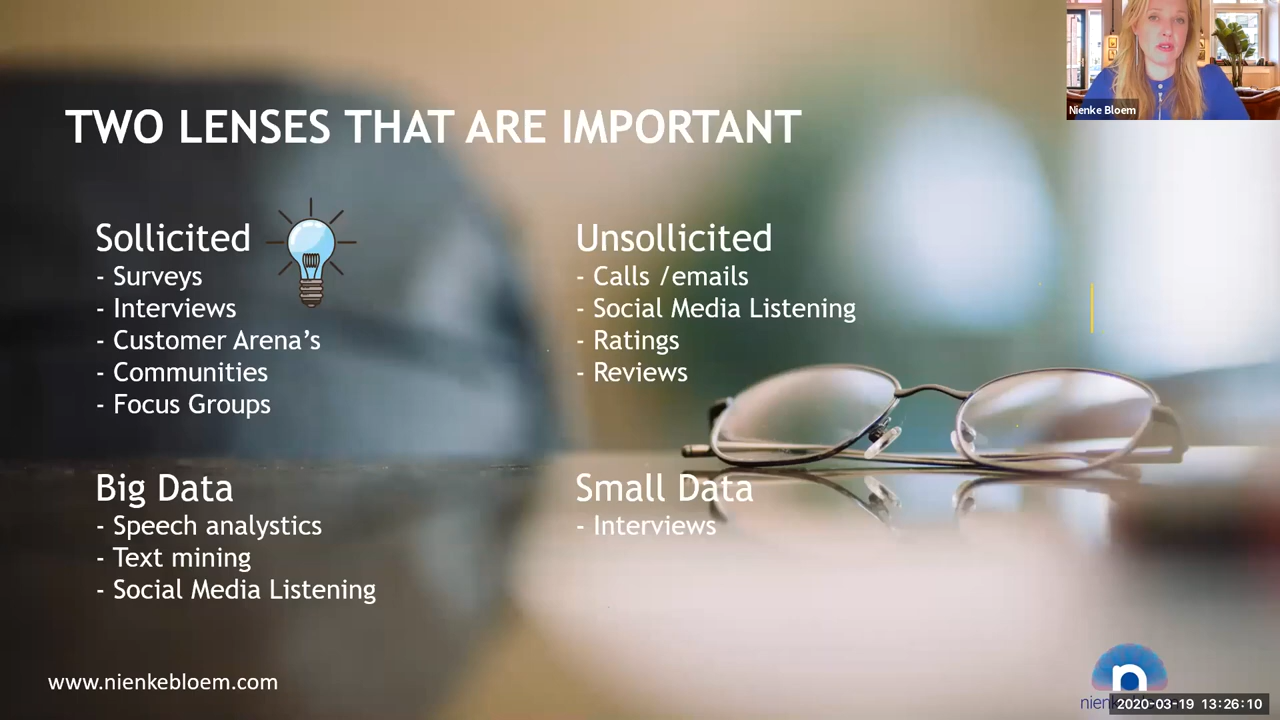 Nienke Bloem
TWO LENSES THAT ARE IMPORTANT
Sollicited
- Surveys
- Interviews
- Customer Arena's
- Communities
- Focus Groups
Unsollicited
- Calls /emails
- Social Media Listening
- Ratings
- Reviews
Big Data
- Speech analystics
- Text mining
- Social Media Listening
Small Data
- Interviews
www.nienkebloem.com
n
2020-03-19 13:26:10